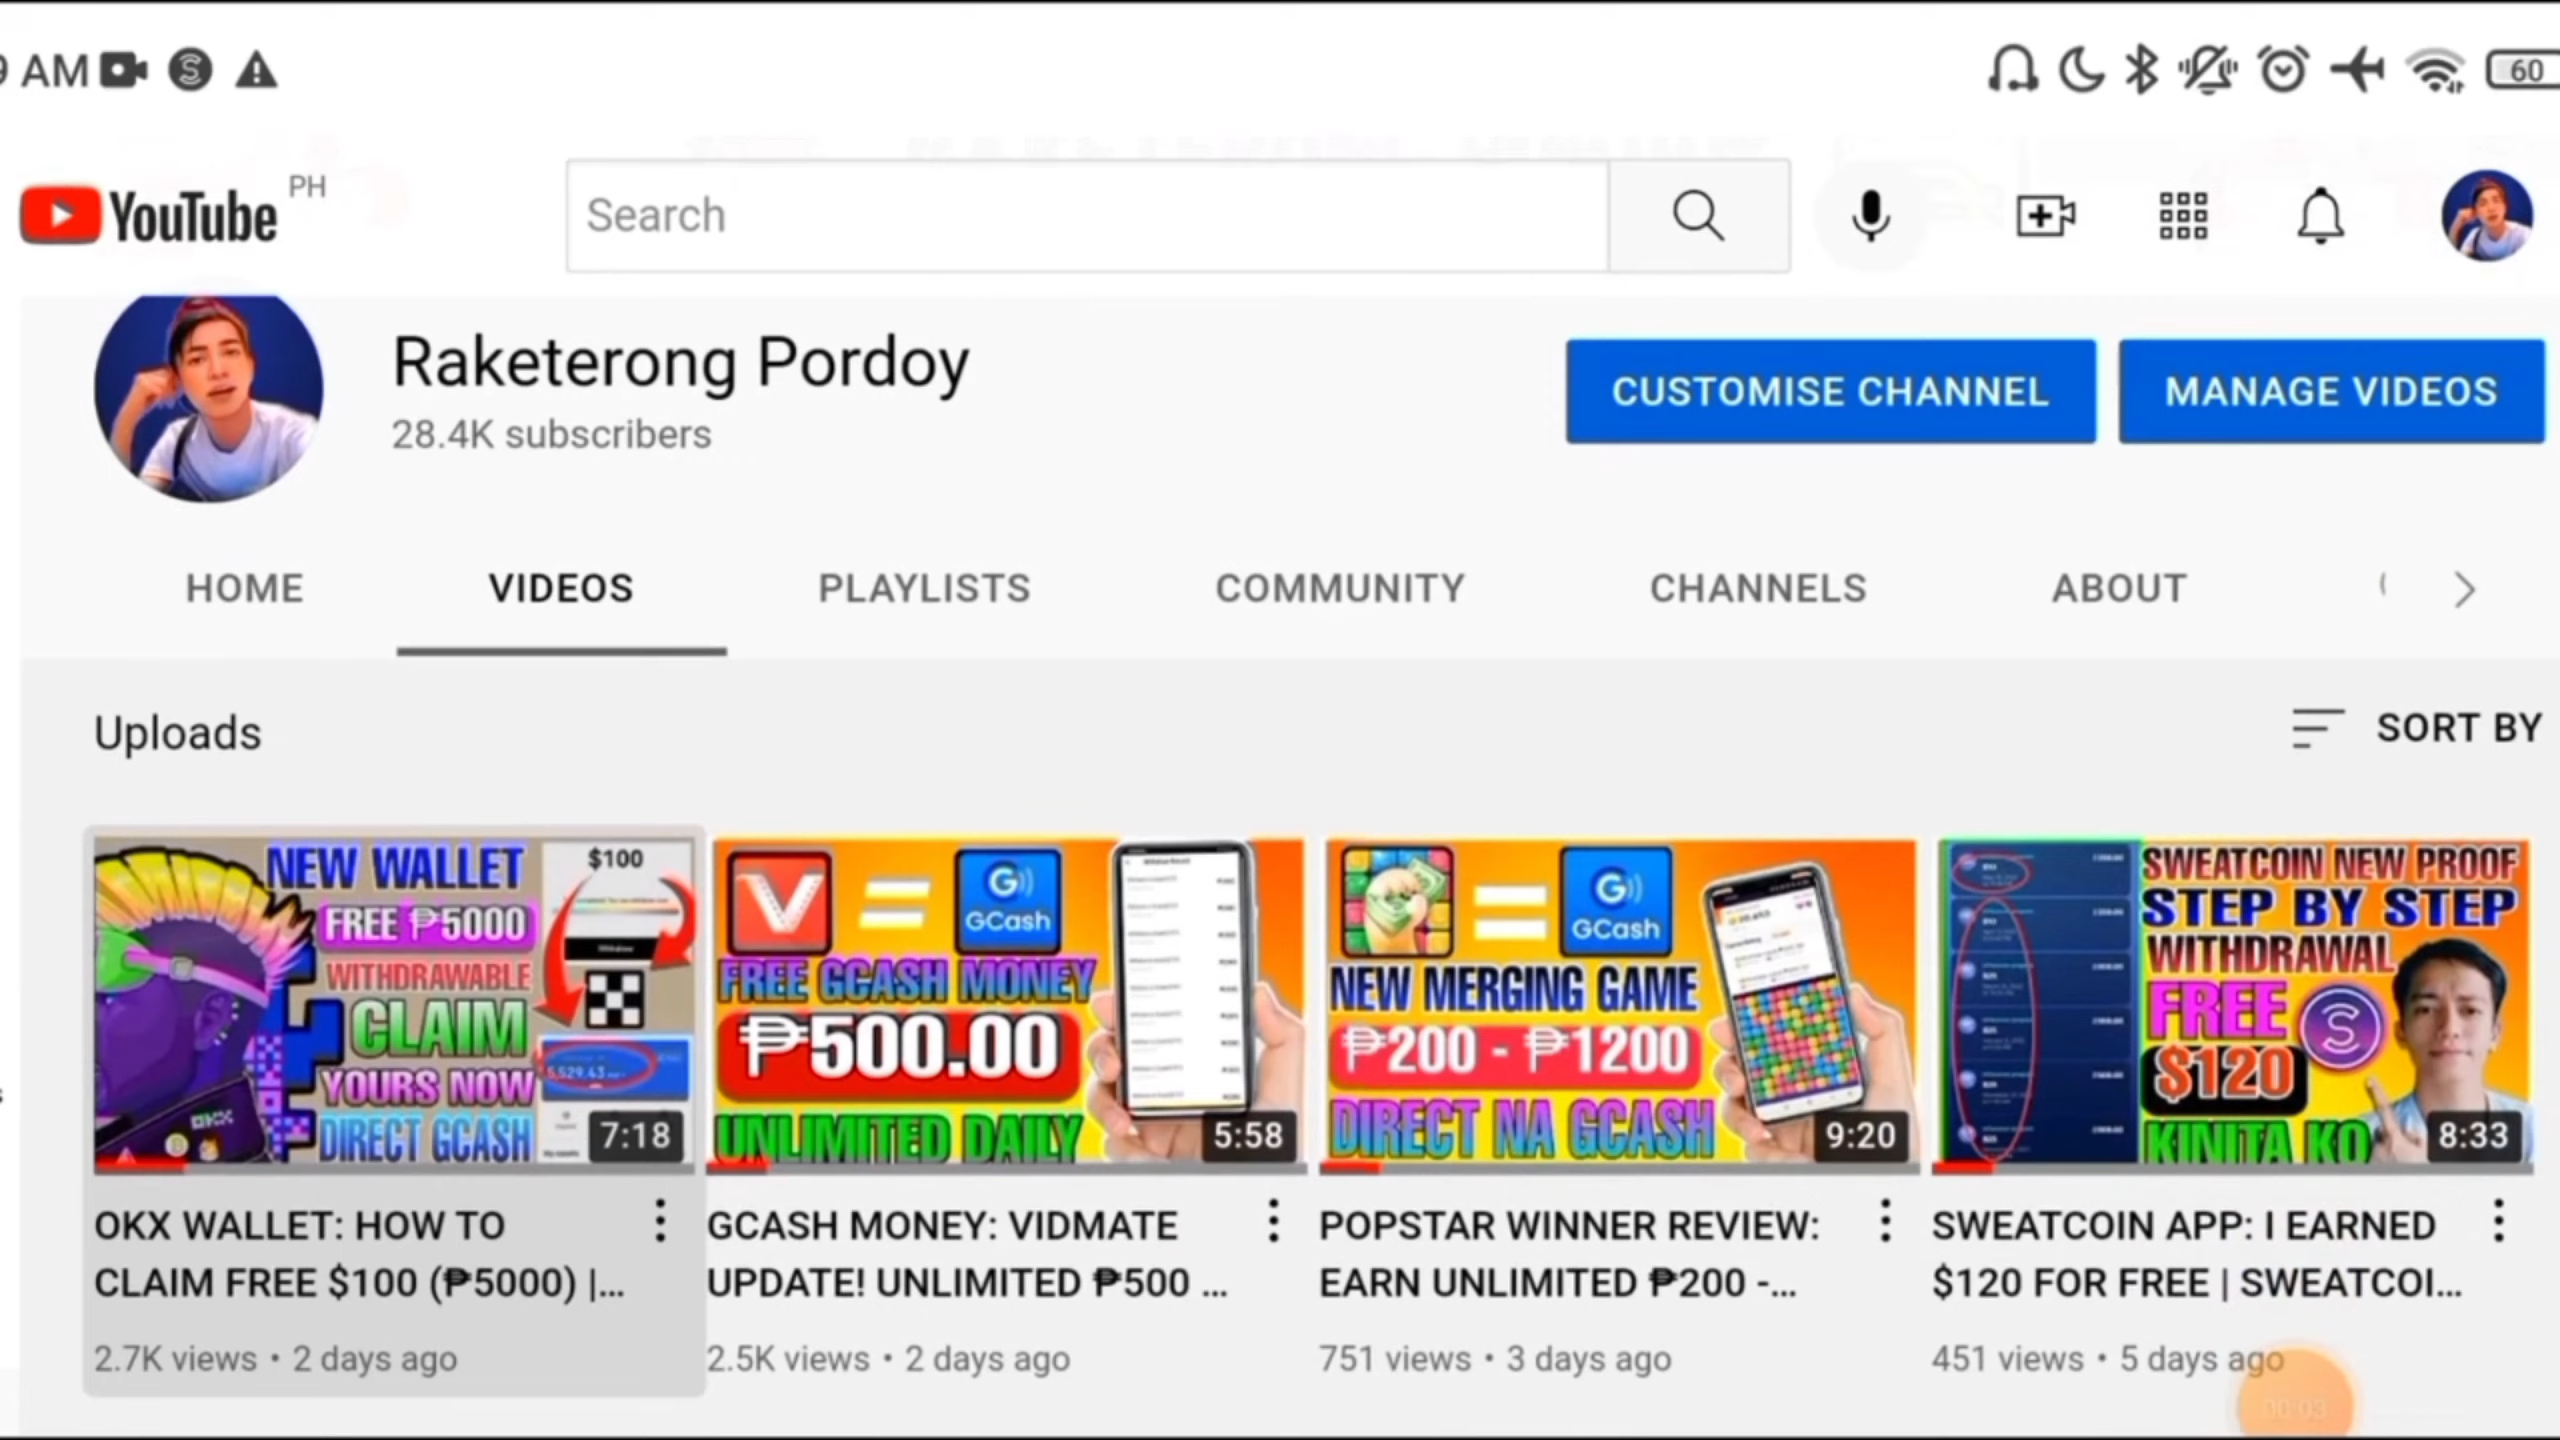 9 AM
60
YouTube PH
Search
Raketerong Pordoy
28.4K subscribers
CUSTOMISE CHANNEL
MANAGE VIDEOS
HOME
VIDEOS
PLAYLISTS
COMMUNITY
CHANNELS
ABOUT
Uploads
SORT BY
NEW WALLET
FREE ₱5000
WITHDRAWABLE
CLAIM
YOURS NOW
DIRECT GCASH
$100
OKX
7:18
OKX WALLET: HOW TO
CLAIM FREE $100 (₱5000) |...
2.7K views • 2 days ago
GCash
FREE GCASH MONEY
₱500.00
UNLIMITED DAILY
5:58
GCASH MONEY: VIDMATE
UPDATE! UNLIMITED ₱500 ...
2.5K views • 2 days ago
GCash
NEW MERGING GAME
₱200 - ₱1200
DIRECT NA GCASH
9:20
POPSTAR WINNER REVIEW:
EARN UNLIMITED ₱200 -...
751 views • 3 days ago
SWEATCOIN NEW PROOF
STEP BY STEP
WITHDRAWAL
FREE
$120
KINITA KO
8:33
SWEATCOIN APP: I EARNED
$120 FOR FREE | SWEATCOI...
451 views • 5 days ago
00:03